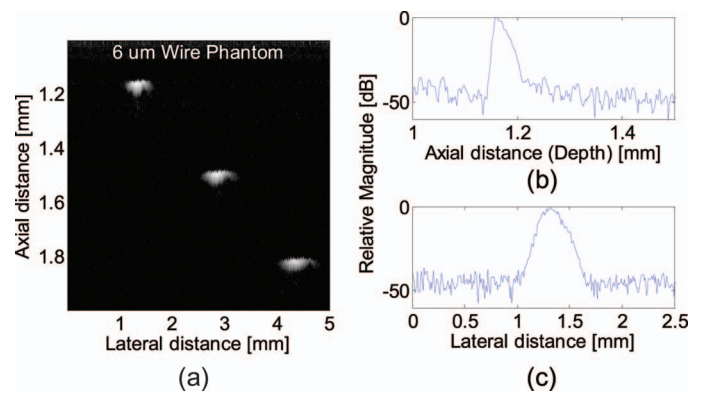 6 um Wire Phantom
Axial distance [mm]
1.2
1.4
1.6
1.8
1 2 3 4 5
Lateral distance [mm]
(a)
Relative Magnitude [dB]
0
-50
1 1.2 1.4
Axial distance (Depth) [mm]
(b)
0
-50
0 0.5 1 1.5 2 2.5
Lateral distance [mm]
(c)